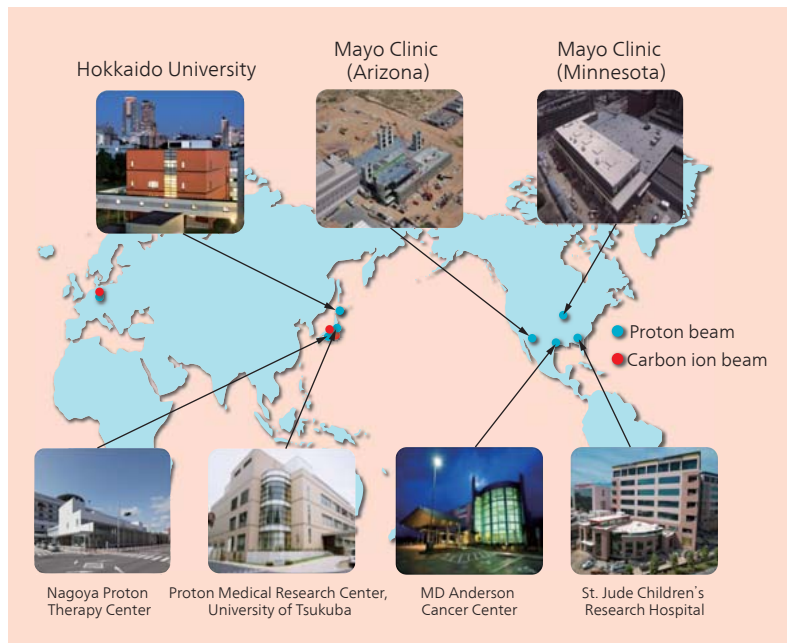 Hokkaido University
Mayo Clinic
(Arizona)
Mayo Clinic
(Minnesota)
Proton beam
Carbon ion beam
Nagoya Proton
Therapy Center
Proton Medical Research Center,
University of Tsukuba
MD Anderson
Cancer Center
St. Jude Children's
Research Hospital